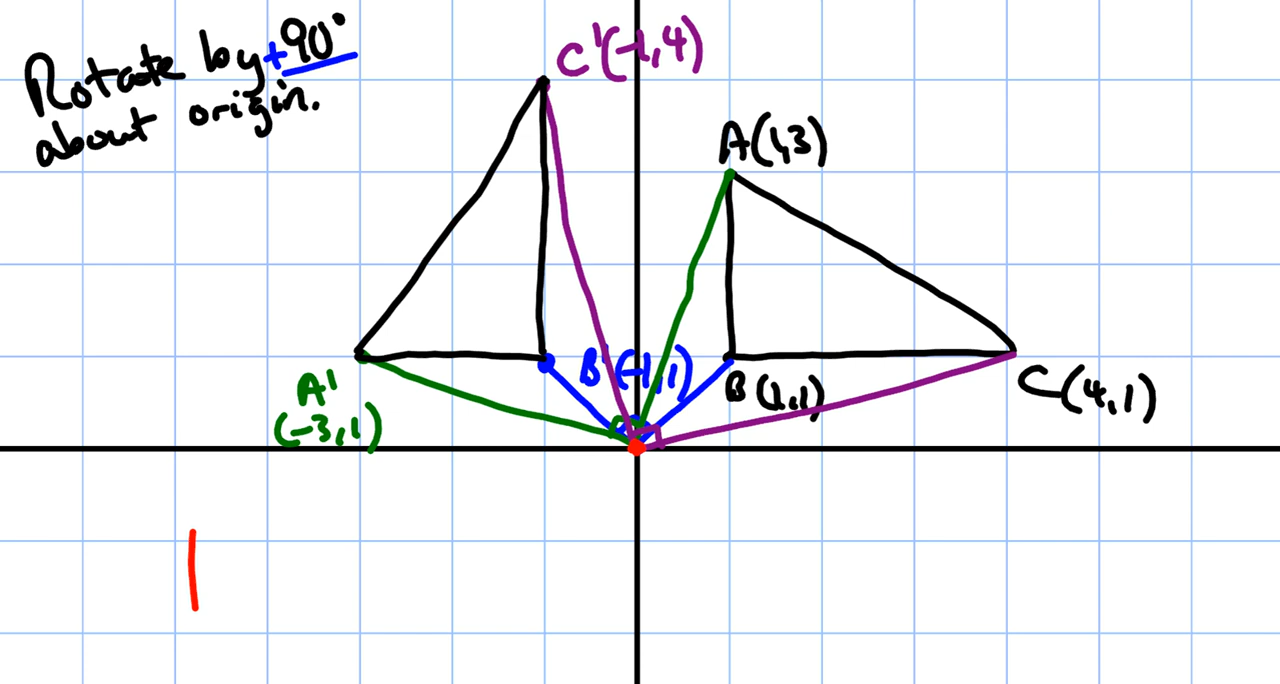 Rotate by +90°
about origin.
C'(-1,4)
A(1,3)
B'(-1,1)
B(1,1)
C(4,1)
A'
(-3,1)